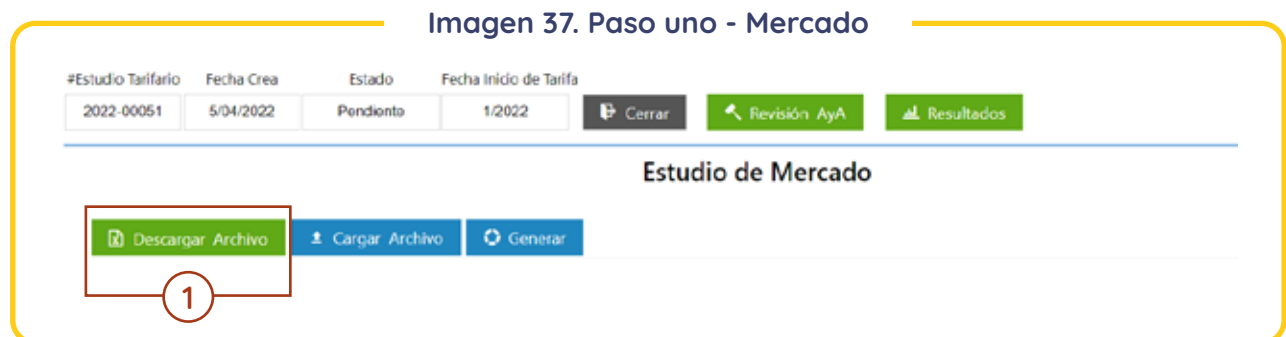 Imagen 37. Paso uno - Mercado
#Estudio Tarifario Fecha Crea Estado Fecha Inicio de Tarifa
2022-00051 5/04/2022 Pendiente 1/2022 Cerrar Revisión AyA Resultados
Estudio de Mercado
Descargar Archivo Cargar Archivo Generar
1